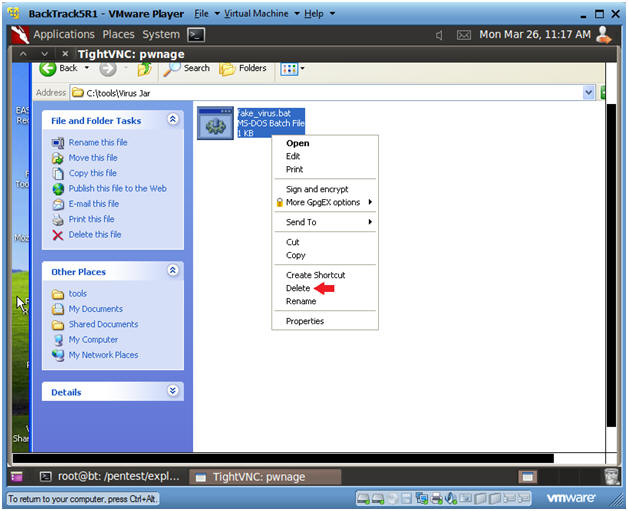 BackTrack5R1 - VMware Player File Virtual Machine Help
Applications Places System Mon Mar 26, 11:17 AM
TightVNC: pwnage
Back Search Folders
Address C:\tools\Virus Jar
File and Folder Tasks
Rename this file
Move this file
Copy this file
Publish this file to the Web
E-mail this file
Print this file
Delete this file
Other Places
tools
My Documents
Shared Documents
My Computer
My Network Places
Details
fake_virus.bat
MS-DOS Batch File
1 KB
Open
Edit
Print
Sign and encrypt
More GpgEX options
Send To
Cut
Copy
Create Shortcut
Delete
Rename
Properties
EAS
Too
Moz
Shar
root@bt: /pentest/expl... TightVNC: pwnage
To return to your computer, press Ctrl+Alt. vmware